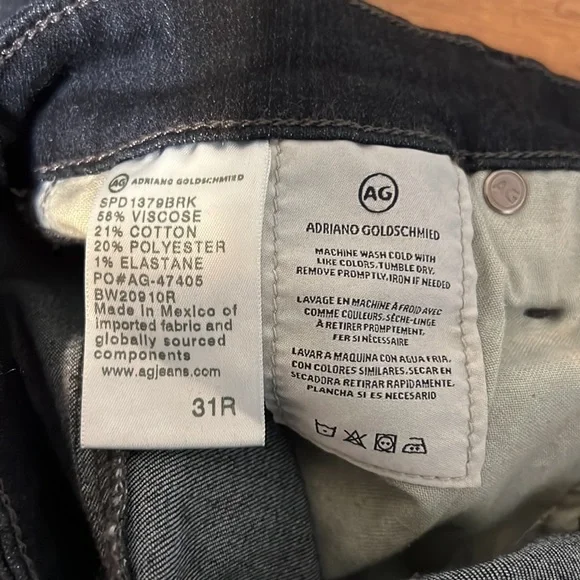 AG ADRIANO GOLDSCHMIED
SPD1379BRK
58% VISCOSE
21% COTTON
20% POLYESTER
1% ELASTANE
PO#AG-47405
BW20910R
Made in Mexico of
imported fabric and
globally sourced
components
www.agjeans.com
31R
AG
ADRIANO GOLDSCHMIED
MACHINE WASH COLD WITH
LIKE COLORS. TUMBLE DRY.
REMOVE PROMPTLY. IRON IF NEEDED
LAVAGE EN MACHINE À FROID AVEC
COMME COULEURS. SÈCHE-LINGE
À RETIRER PROMPTEMENT.
FER SI NÉCESSAIRE
LAVAR A MAQUINA CON AGUA FRIA.
CON COLORES SIMILARES. SECAR EN
SECADORA RETIRAR RAPIDAMENTE.
PLANCHA SI ES NECESARIO
AG